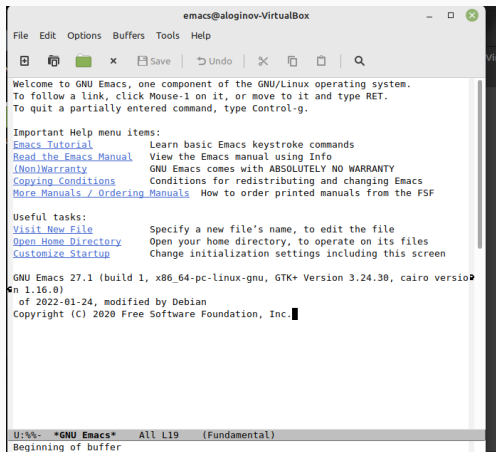 emacs@aloginov-VirtualBox
File Edit Options Buffers Tools Help
Save Undo
Welcome to GNU Emacs, one component of the GNU/Linux operating system.
To follow a link, click Mouse-1 on it, or move to it and type RET.
To quit a partially entered command, type Control-g.
Important Help menu items:
Emacs Tutorial Learn basic Emacs keystroke commands
Read the Emacs Manual View the Emacs manual using Info
(Non)Warranty GNU Emacs comes with ABSOLUTELY NO WARRANTY
Copying Conditions Conditions for redistributing and changing Emacs
More Manuals / Ordering Manuals How to order printed manuals from the FSF
Useful tasks:
Visit New File Specify a new file's name, to edit the file
Open Home Directory Open your home directory, to operate on its files
Customize Startup Change initialization settings including this screen
GNU Emacs 27.1 (build 1, x86_64-pc-linux-gnu, GTK+ Version 3.24.30, cairo versio
n 1.16.0)
of 2022-01-24, modified by Debian
Copyright (C) 2020 Free Software Foundation, Inc.
U:%%- *GNU Emacs* All L19 (Fundamental)
Beginning of buffer